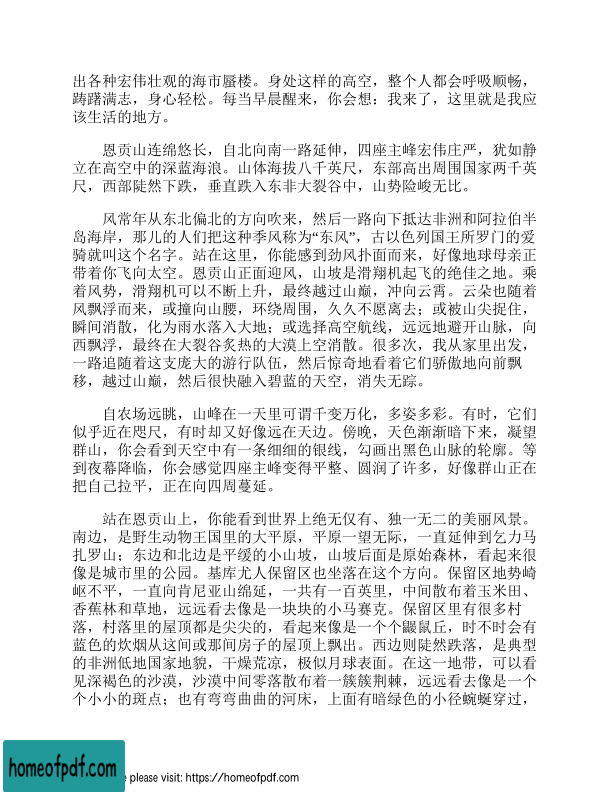 出各种宏伟壮观的海市蜃楼。身处这样的高空，整个人都会呼吸顺畅，
踌躇满志，身心轻松。每当早晨醒来，你会想：我来了，这里就是我应
该生活的地方。
恩贡山连绵悠长，自北向南一路延伸，四座主峰宏伟庄严，犹如静
立在高空中的深蓝海浪。山体海拔八千英尺，东部高出周围国家两千英
尺，西部陡然下跌，垂直跌入东非大裂谷中，山势险峻无比。
风常年从东北偏北的方向吹来，然后一路向下抵达非洲和阿拉伯半
岛海岸，那儿的人们把这种季风称为“东风”，古以色列国王所罗门的爱
骑就叫这个名字。站在这里，你能感到劲风扑面而来，好像地球母亲正
带着你飞向太空。恩贡山正面迎风，山坡是滑翔机起飞的绝佳之地。乘
着风势，滑翔机可以不断上升，最终越过山巅，冲向云霄。云朵也随着
风飘浮而来，或撞向山腰，环绕周围，久久不愿离去；或被山尖捉住，
瞬间消散，化为雨水落入大地；或选择高空航线，远远地避开山脉，向
西飘浮，最终在大裂谷炙热的大漠上空消散。很多次，我从家里出发，
一路追随着这支庞大的游行队伍，然后惊奇地看着它们骄傲地向前飘
移，越过山巅，然后很快融入碧蓝的天空，消失无踪。
自农场远眺，山峰在一天里可谓千变万化，多姿多彩。有时，它们
似乎近在咫尺，有时却又好像远在天边。傍晚，天色渐渐暗下来，凝望
群山，你会看到天空中有一条细细的银线，勾画出黑色山脉的轮廓。等
到夜幕降临，你会感觉四座主峰变得平整、圆润了许多，好像群山正在
把自己拉平，正在向四周蔓延。
站在恩贡山上，你能看到世界上绝无仅有、独一无二的美丽风景。
南边，是野生动物王国里的大平原，平原一望无际，一直延伸到乞力马
扎罗山；东边和北边是平缓的小山坡，山坡后面是原始森林，看起来很
像是城市里的公园。基库尤人保留区也坐落在这个方向。保留区地势崎
岖不平，一直向肯尼亚山绵延，一共有一百英里，中间散布着玉米田、
香蕉林和草地，远远看去像是一块块的小马赛克。保留区里有很多村
落，村落里的屋顶都是尖尖的，看起来像是一个个鼹鼠丘，时不时会有
蓝色的炊烟从这间或那间房子的屋顶上飘出。西边则陡然跌落，是典型
的非洲低地国家地貌，干燥荒凉，极似月球表面。在这一地带，可以看
见深褐色的沙漠，沙漠中间零落散布着一簇簇荆棘，远远看去像是一个
个小小的斑点；也有弯弯曲曲的河床，上面有暗绿色的小径蜿蜒穿过，
homeofpdf.com
e please visit: https://homeofpdf.com